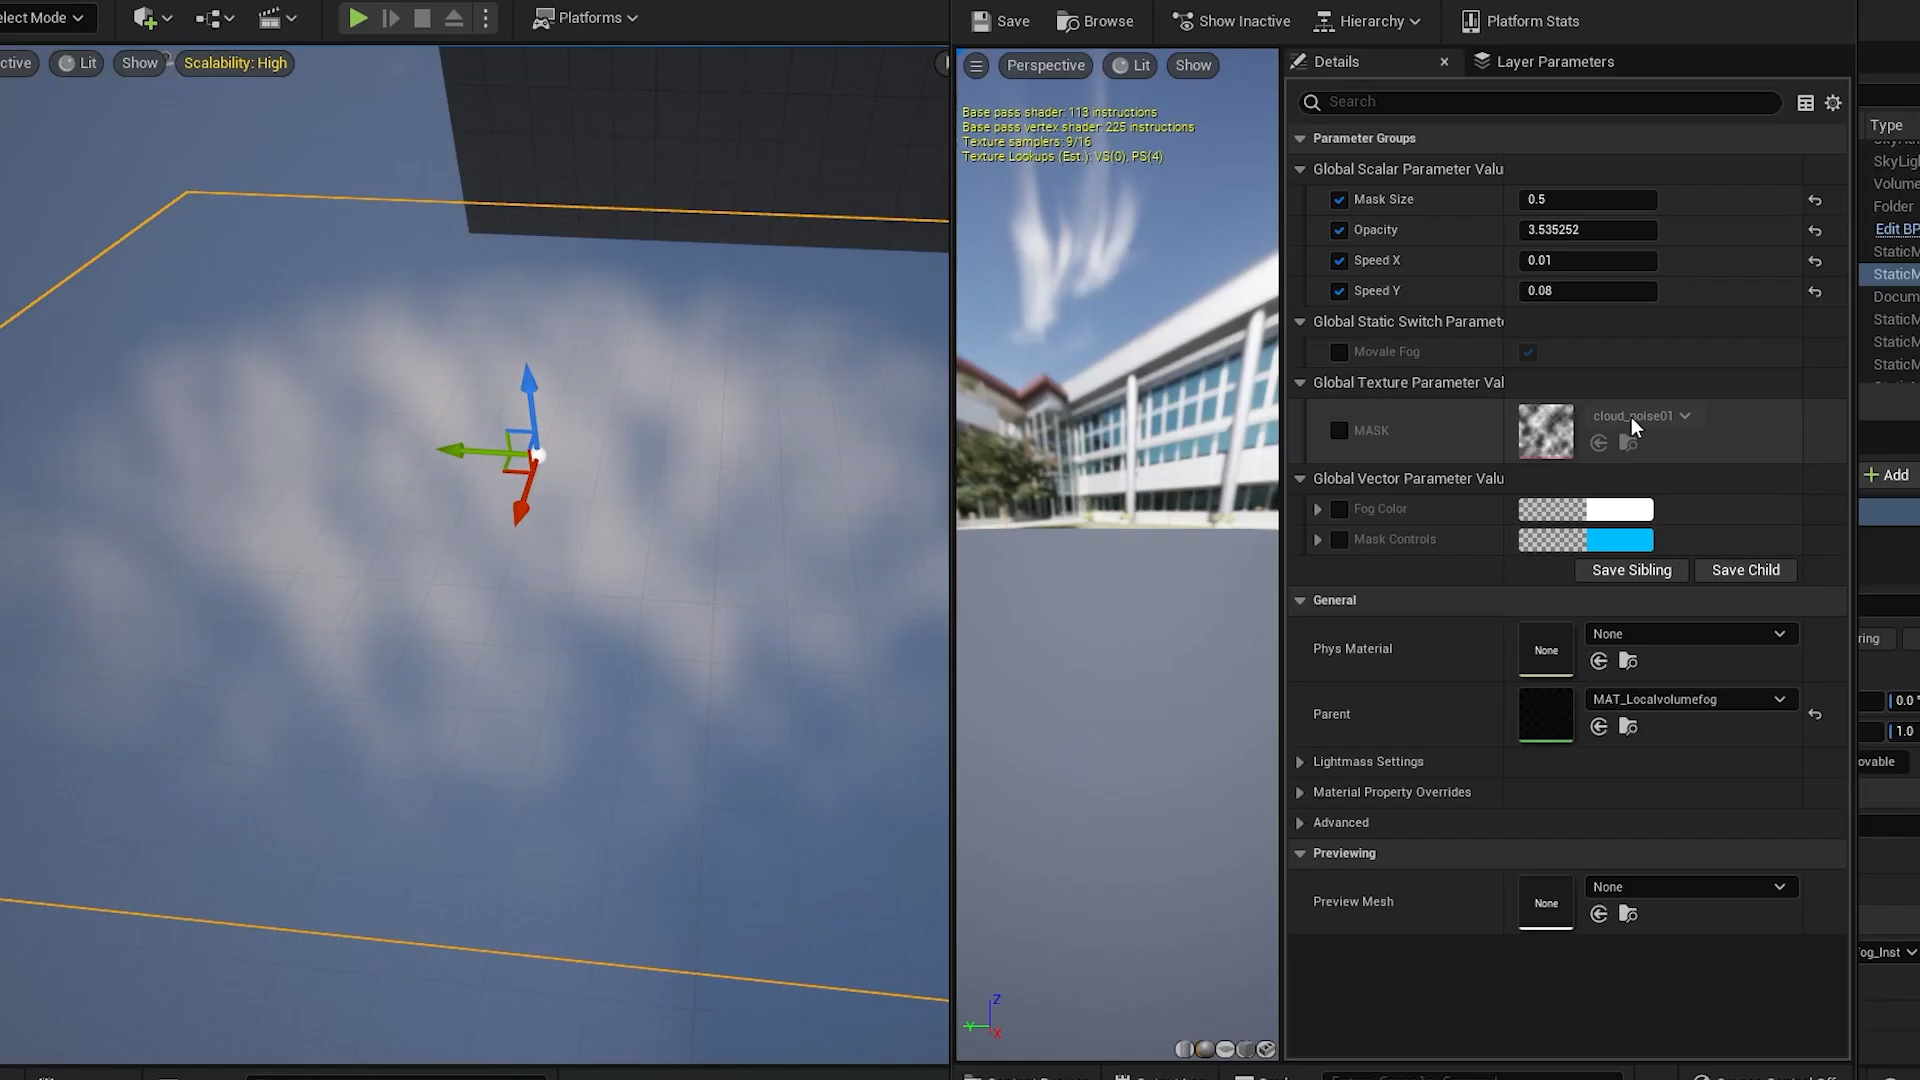 elect Mode
Platforms
ctive
Lit
Show
Scalability: High
Save
Browse
Show Inactive
Hierarchy
Platform Stats
Perspective
Lit
Show
Base pass shader: 113 instructions
Base pass vertex shader: 225 instructions
Texture samplers: 9/16
Texture Lookups (Est.): VS(0), PS(4)
Z
Y
X
Details
Layer Parameters
Search
Parameter Groups
Global Scalar Parameter Valu
Mask Size 0.5
Opacity 3.535252
Speed X 0.01
Speed Y 0.08
Global Static Switch Paramet
Movale Fog
Global Texture Parameter Val
MASK cloud_noise01
Global Vector Parameter Valu
Fog Color
Mask Controls
Save Sibling Save Child
General
Phys Material None None
Parent MAT_Localvolumefog
Lightmass Settings
Material Property Overrides
Advanced
Previewing
Preview Mesh None None
Type
SkyLigh
Volume
Folder
Edit BP
StaticM
StaticM
Docum
StaticM
StaticM
StaticM
Add
ring
0.0 °
1.0
ovable
og_Inst